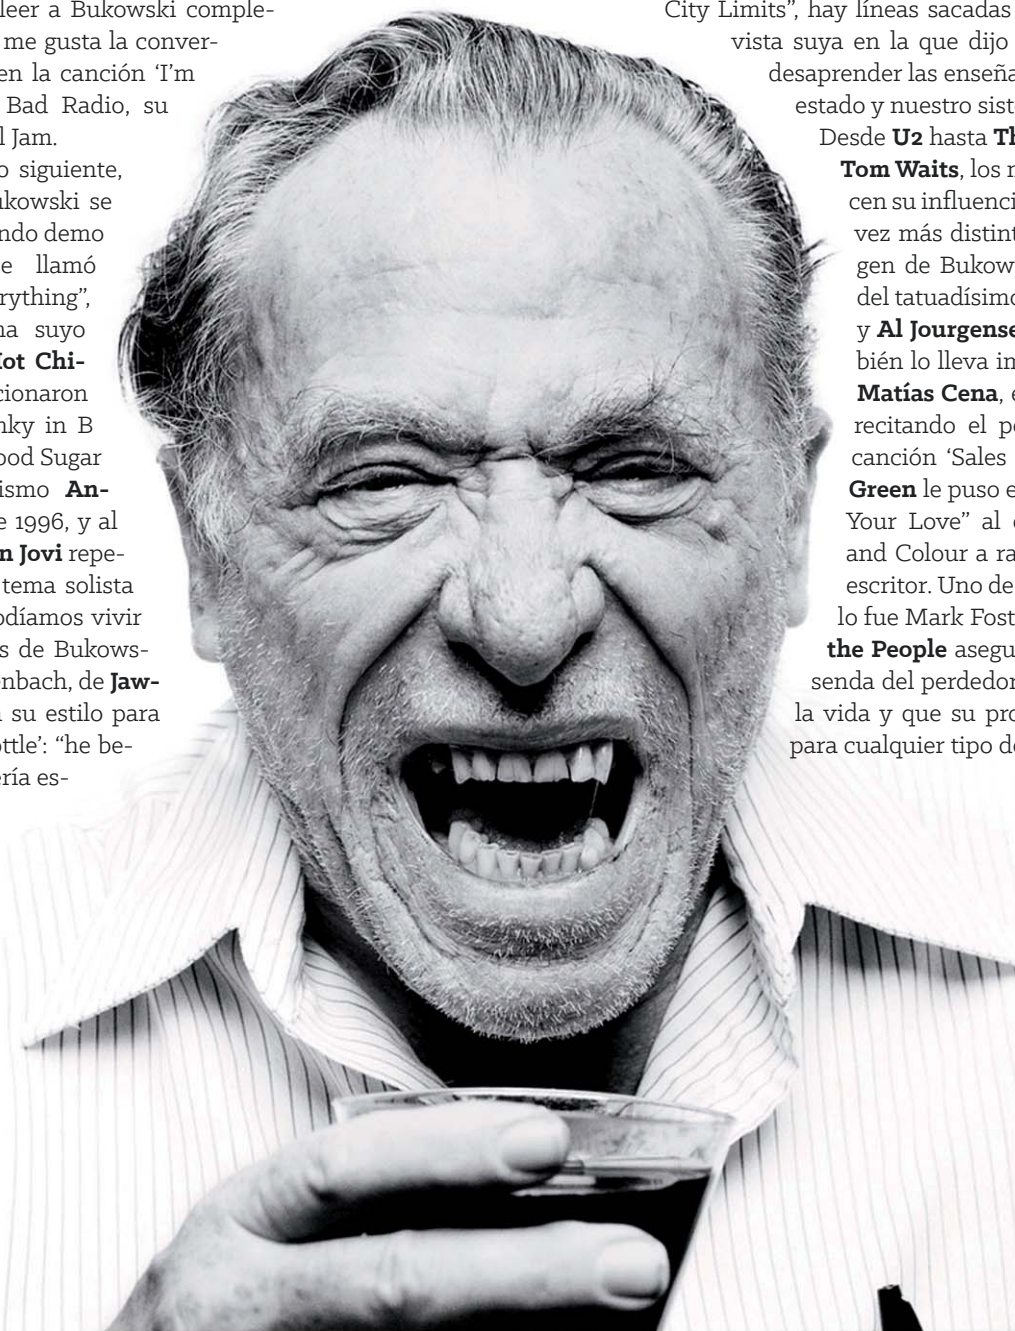 leer a Bukowski comple-
me gusta la conver-
en la canción ‘I’m
Bad Radio, su
l Jam.
o siguiente,
ukowski se
ndo demo
e llamó
rything”,
na suyo
Hot Chi-
cionaron
nky in B
ood Sugar
ismo An-
e 1996, y al
n Jovi repe-
tema solista
odíamos vivir
s de Bukows-
enbach, de Jaw-
su estilo para
ottle’: “he be-
ería es-
City Limits”, hay líneas sacadas
vista suya en la que dijo
desaprender las enseña
estado y nuestro siste
Desde U2 hasta Th
Tom Waits, los
cen su influenci
vez más distint
gen de Bukow
del tatuadísimo
y Al Jourgense
bién lo lleva im
Matías Cena, e
recitando el po
canción ‘Sales
Green le puso e
Your Love” al
and Colour a ra
escritor. Uno de
lo fue Mark Fost
the People asegu
senda del perdedor
la vida y que su pro
para cualquier tipo de